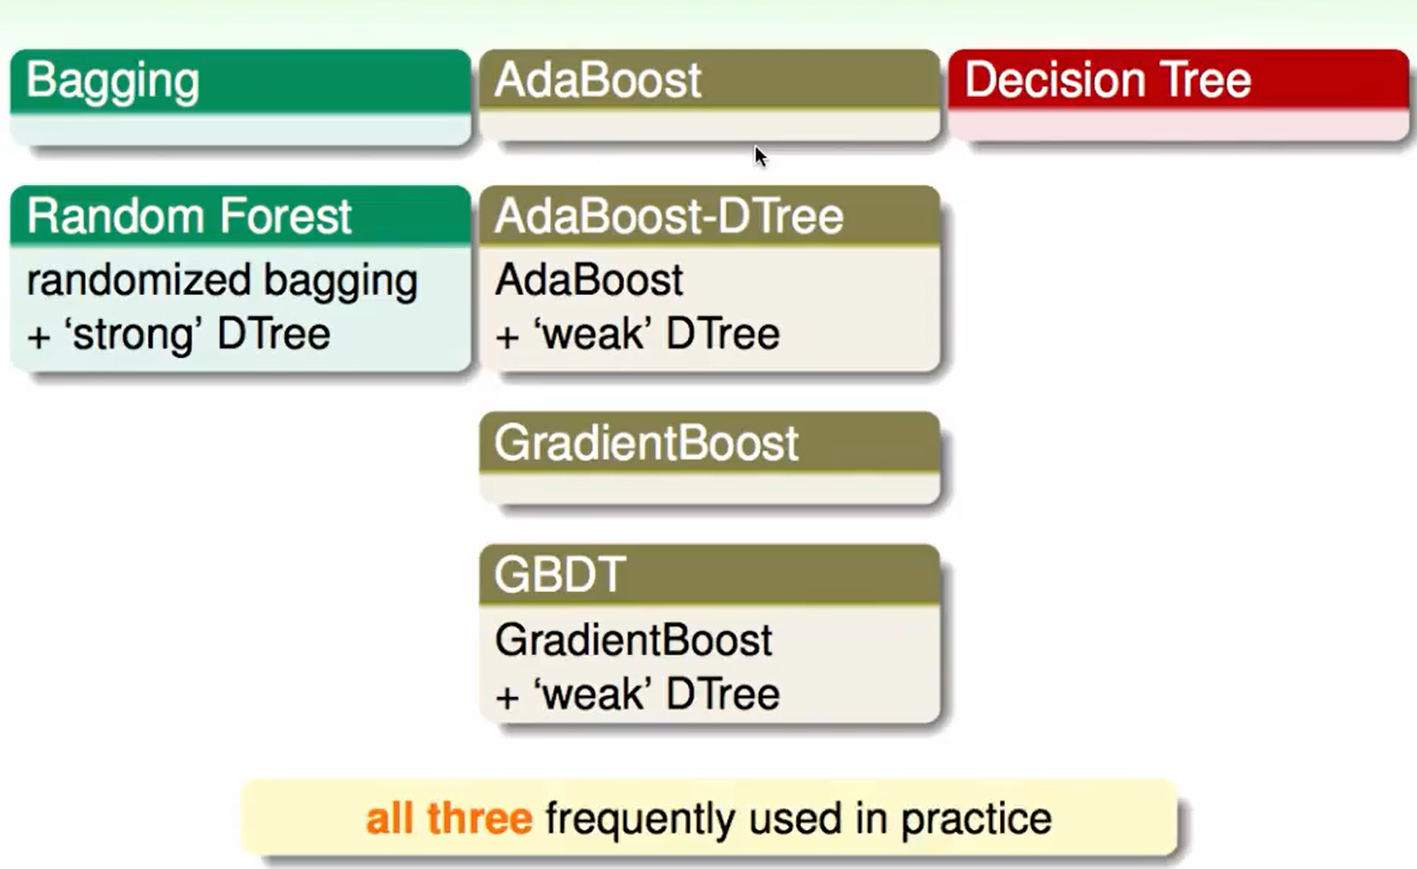 Bagging
AdaBoost
Decision Tree
Random Forest
randomized bagging
+ ‘strong’ DTree
AdaBoost-DTree
AdaBoost
+ ‘weak’ DTree
GradientBoost
GBDT
GradientBoost
+ ‘weak’ DTree
all three frequently used in practice